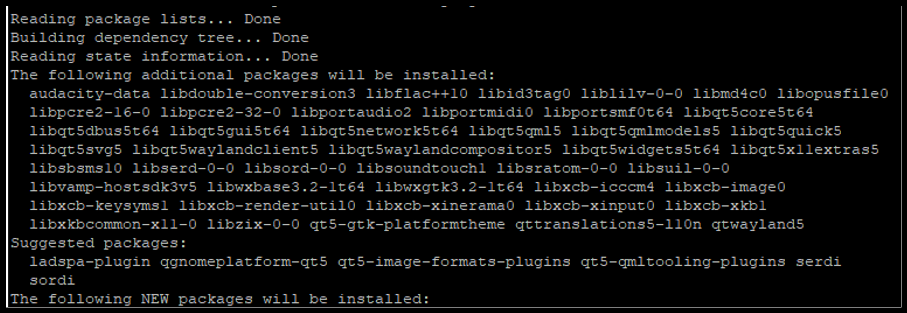 Reading package lists... Done
Building dependency tree... Done
Reading state information... Done
The following additional packages will be installed:
  audacity-data libdouble-conversion3 libflac++10 libid3tag0 liblilv-0-0 libmd4c0 libopusfile0
  libpcre2-16-0 libpcre2-32-0 libportaudio2 libportmidi0 libportsmf0t64 libqt5core5t64
  libqt5dbus5t64 libqt5gui5t64 libqt5network5t64 libqt5qml5 libqt5qmlmodels5 libqt5quick5
  libqt5svg5 libqt5waylandclient5 libqt5waylandcompositor5 libqt5widgets5t64 libqt5x11extras5
  libsbsms10 libserd-0-0 libsord-0-0 libsoundtouch1 libsratom-0-0 libsuil-0-0
  libvamp-hostsdk3v5 libwxbase3.2-1t64 libwxgtk3.2-1t64 libxcb-icccm4 libxcb-image0
  libxcb-keysyms1 libxcb-render-util0 libxcb-xinerama0 libxcb-xinput0 libxcb-xkb1
  libxkbcommon-x11-0 libzix-0-0 qt5-gtk-platformtheme qttranslations5-l10n qtwayland5
Suggested packages:
  ladspa-plugin qgnomeplatform-qt5 qt5-image-formats-plugins qt5-qmltooling-plugins serdi
  sordi
The following NEW packages will be installed: